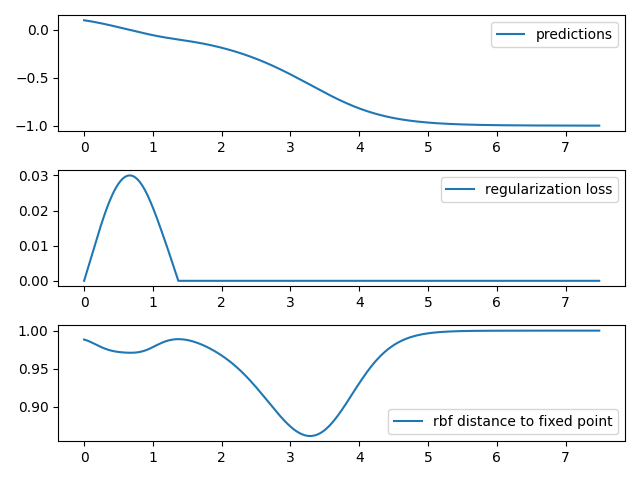 0.0
−0.5
−1.0
predictions
0 1 2 3 4 5 6 7
0.03
0.02
0.01
0.00
regularization loss
0 1 2 3 4 5 6 7
1.00
0.95
0.90
rbf distance to fixed point
0 1 2 3 4 5 6 7